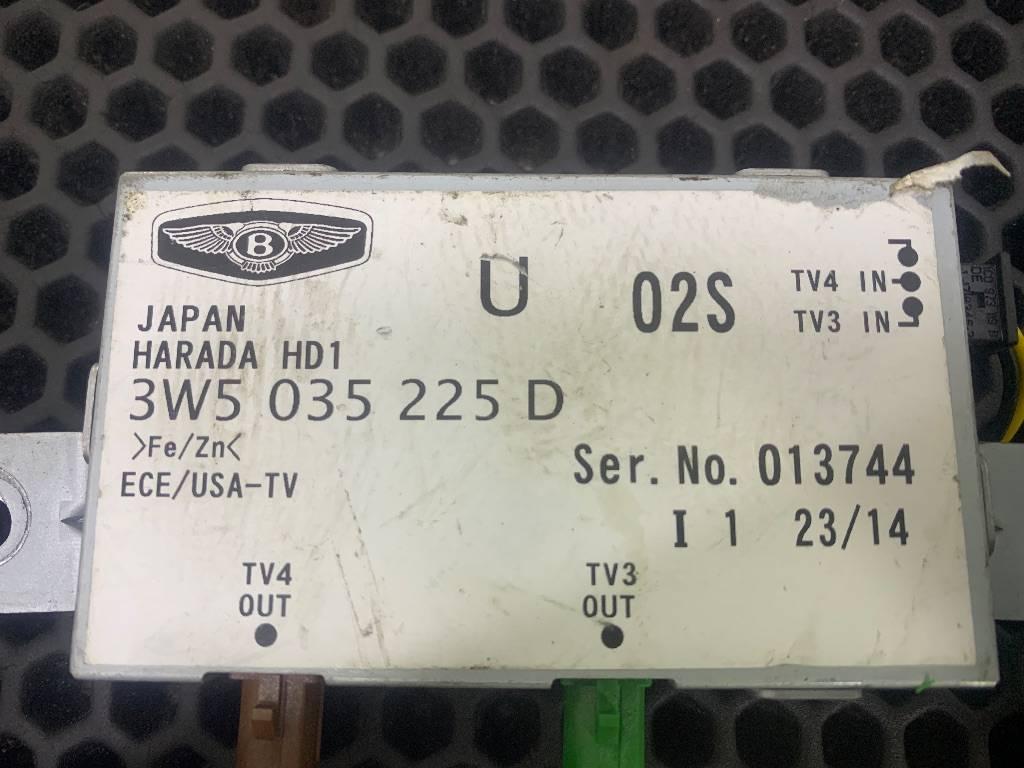 B
U
02S
TV4 IN
TV3 IN
JAPAN
HARADA HD1
3W5 035 225 D
>Fe/Zn<
ECE/USA-TV
Ser. No. 013744
I 1 23/14
TV4
OUT
TV3
OUT